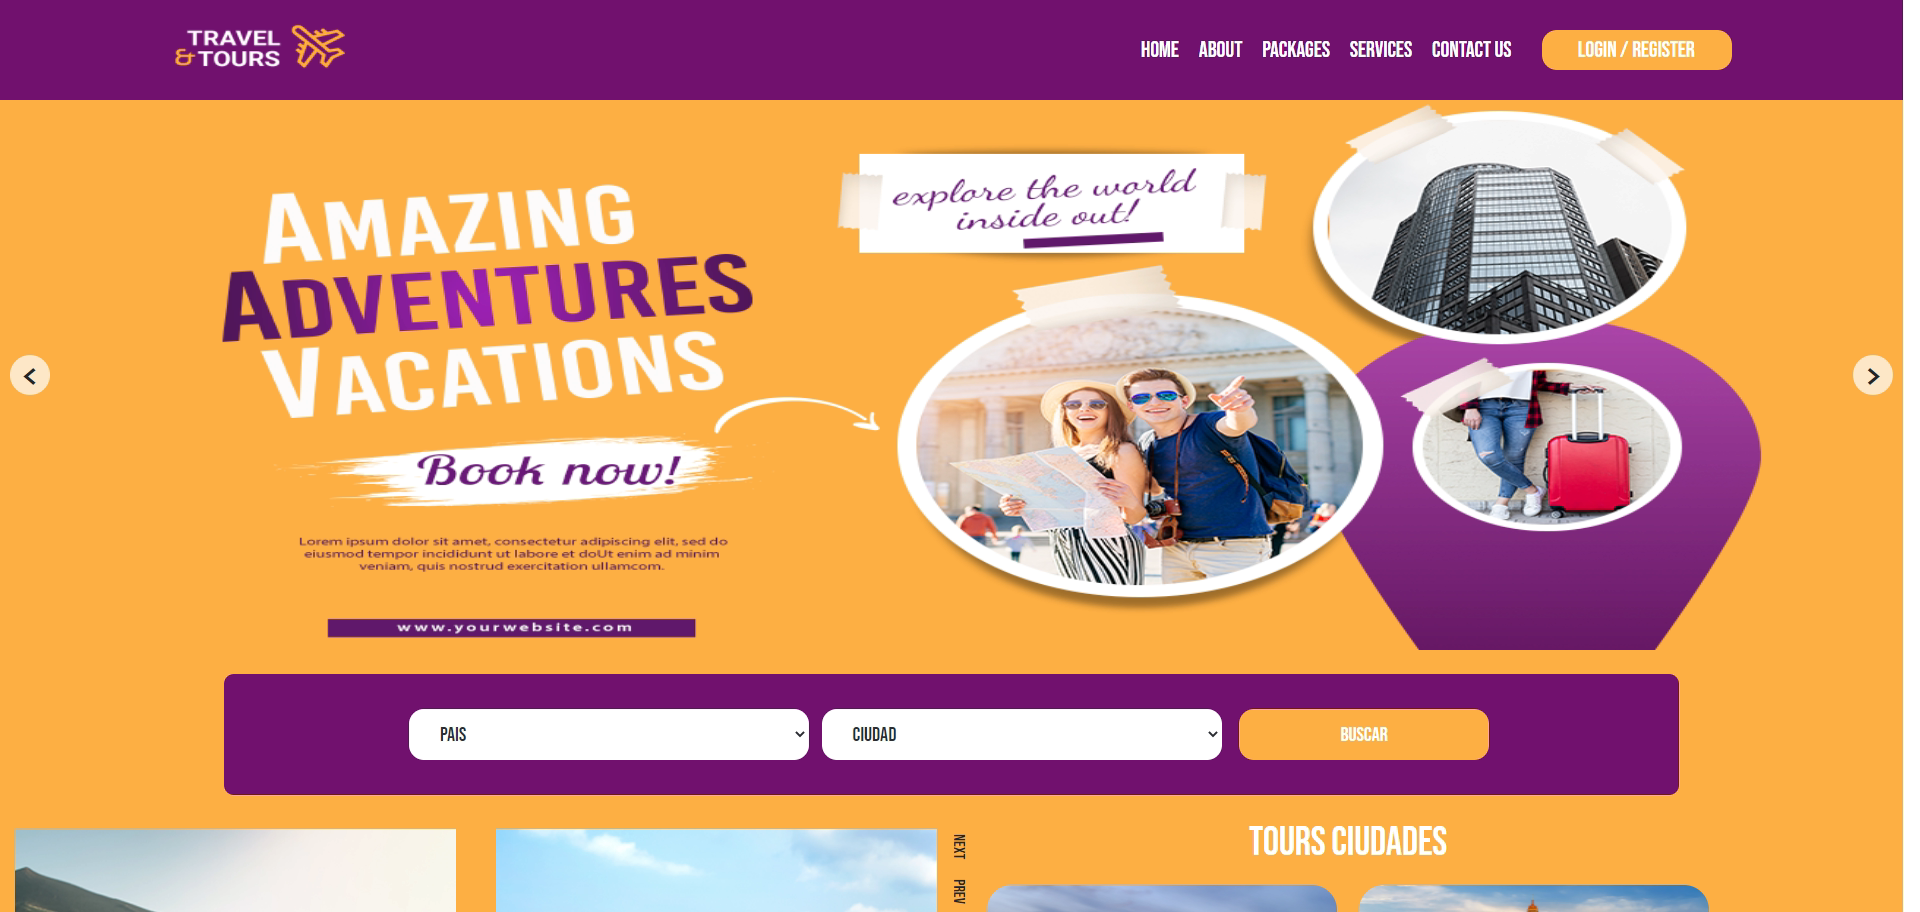 TRAVEL
& TOURS
HOME ABOUT PACKAGES SERVICES CONTACT US LOGIN / REGISTER
explore the world
inside out!
AMAZING
ADVENTURES
VACATIONS
Book now!
Lorem ipsum dolor sit amet, consectetur adipiscing elit, sed do
eiusmod tempor incididunt ut labore et doUt enim ad minim
veniam, quis nostrud exercitation ullamcom.
www.yourwebsite.com
PAIS CIUDAD BUSCAR
NEXT
PREV
TOURS CIUDADES